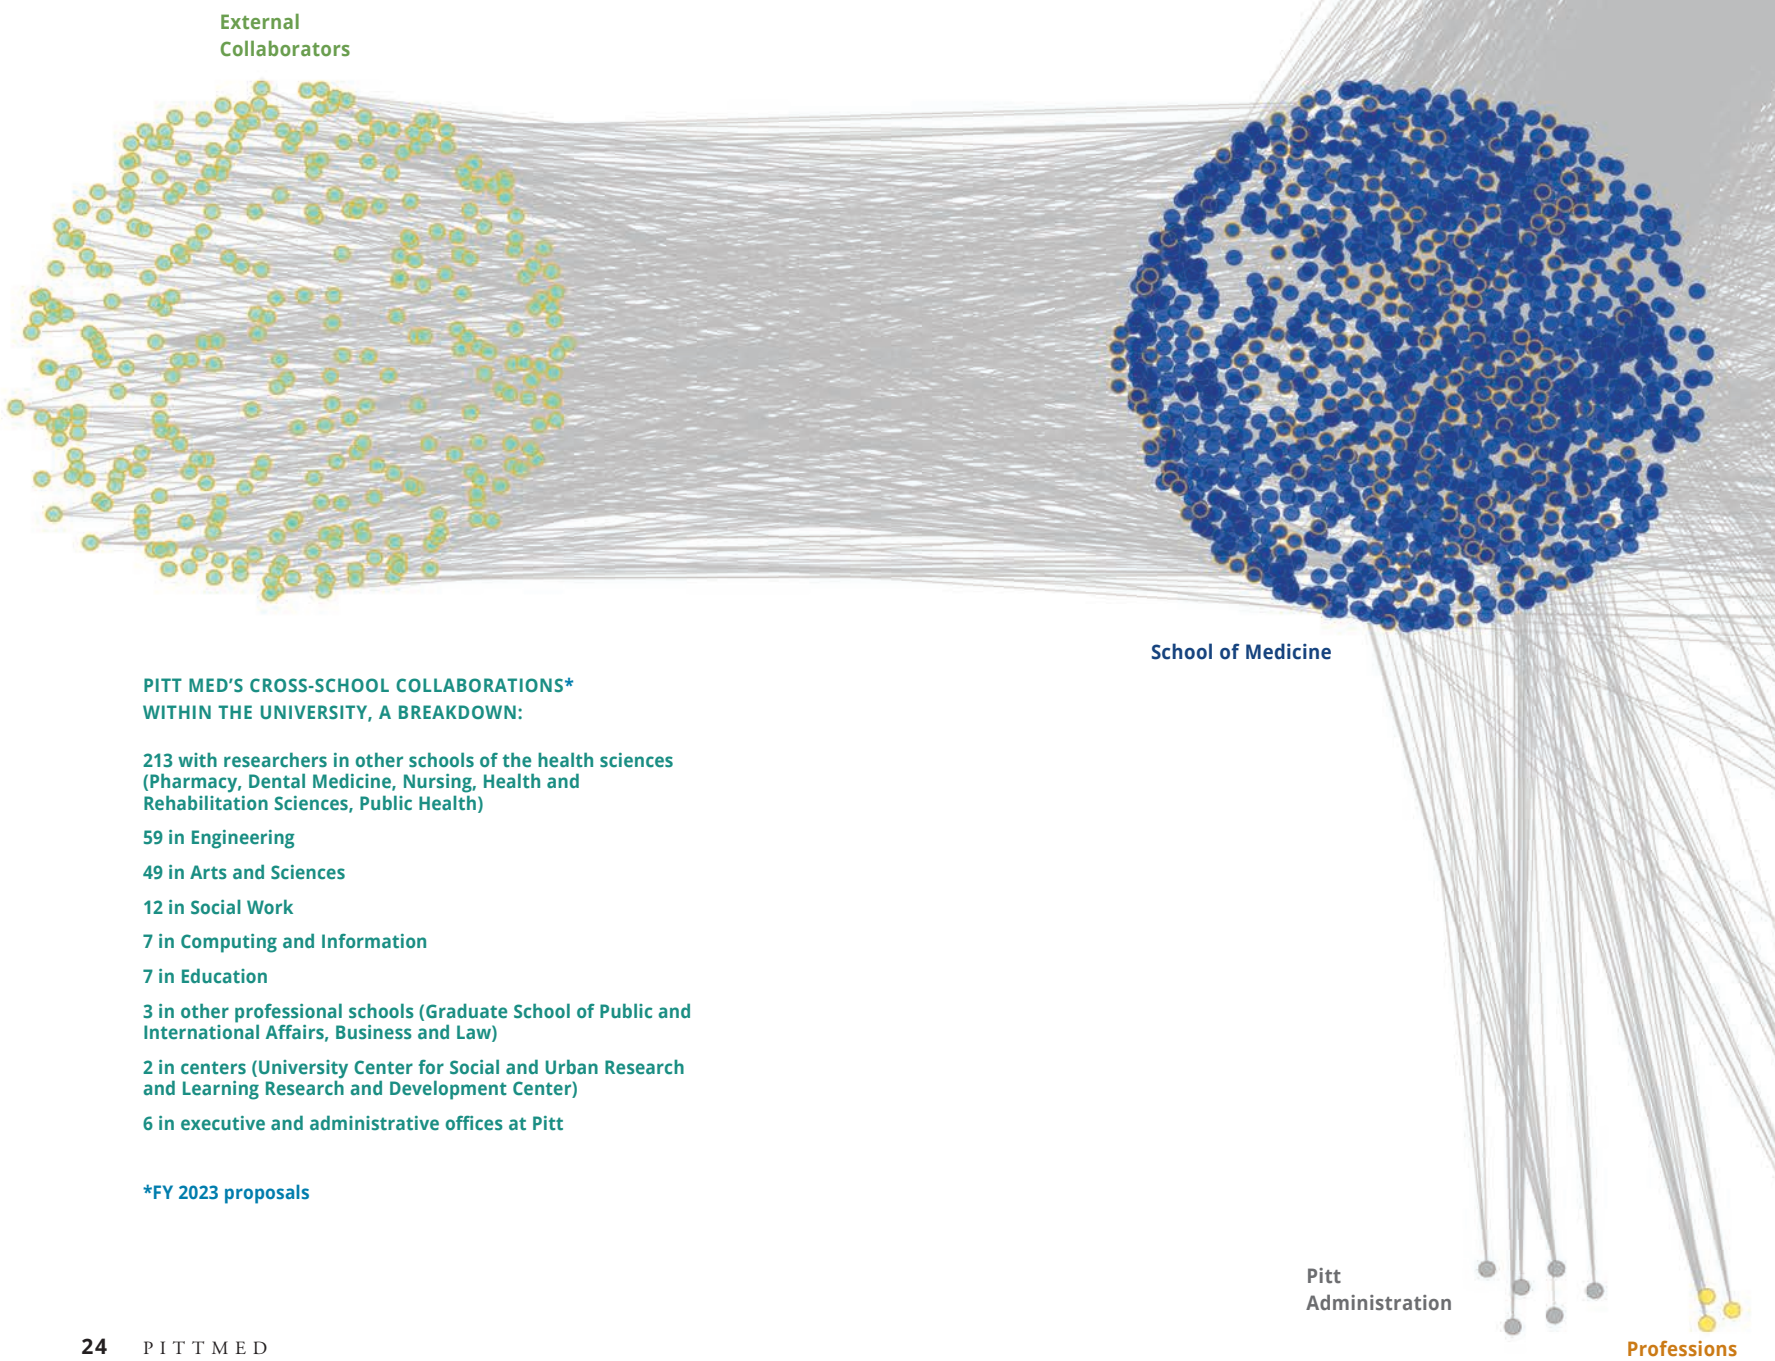 External
Collaborators
School of Medicine
PITT MED’S CROSS-SCHOOL COLLABORATIONS*
WITHIN THE UNIVERSITY, A BREAKDOWN:
213 with researchers in other schools of the health sciences
(Pharmacy, Dental Medicine, Nursing, Health and
Rehabilitation Sciences, Public Health)
59 in Engineering
49 in Arts and Sciences
12 in Social Work
7 in Computing and Information
7 in Education
3 in other professional schools (Graduate School of Public and
International Affairs, Business and Law)
2 in centers (University Center for Social and Urban Research
and Learning Research and Development Center)
6 in executive and administrative offices at Pitt
*FY 2023 proposals
Pitt
Administration
Professions
24 PITTMED